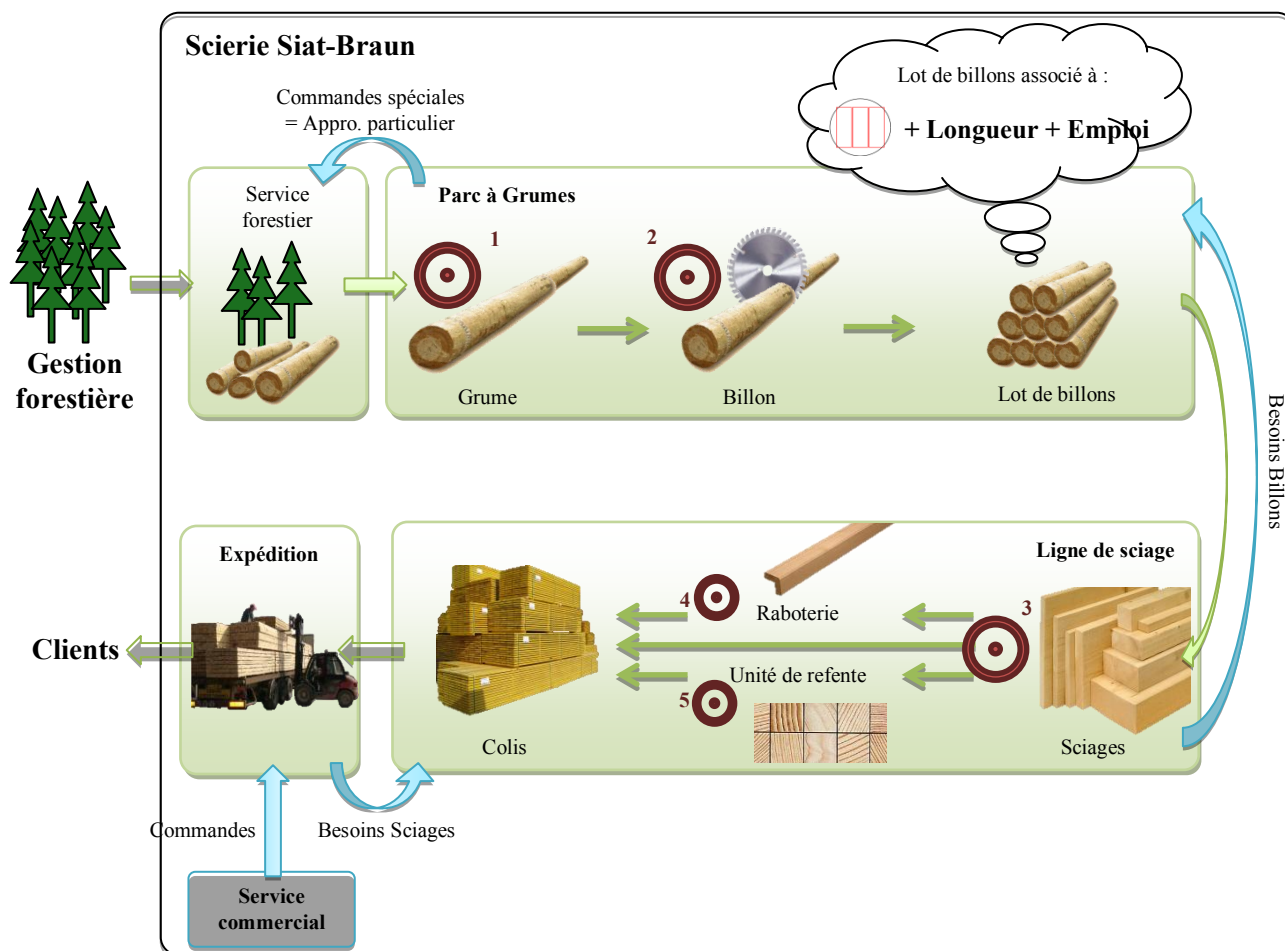 Scierie Siat-Braun
Lot de billons associé à :
+ Longueur + Emploi
Commandes spéciales
= Appro. particulier
Service
forestier
Parc à Grumes
1
2
Gestion
forestière
Grume
Billon
Lot de billons
Besoins Billons
Expédition
Ligne de sciage
4
Raboterie
3
Clients
Unité de refente
5
Colis
Sciages
Commandes
Besoins Sciages
Service
commercial